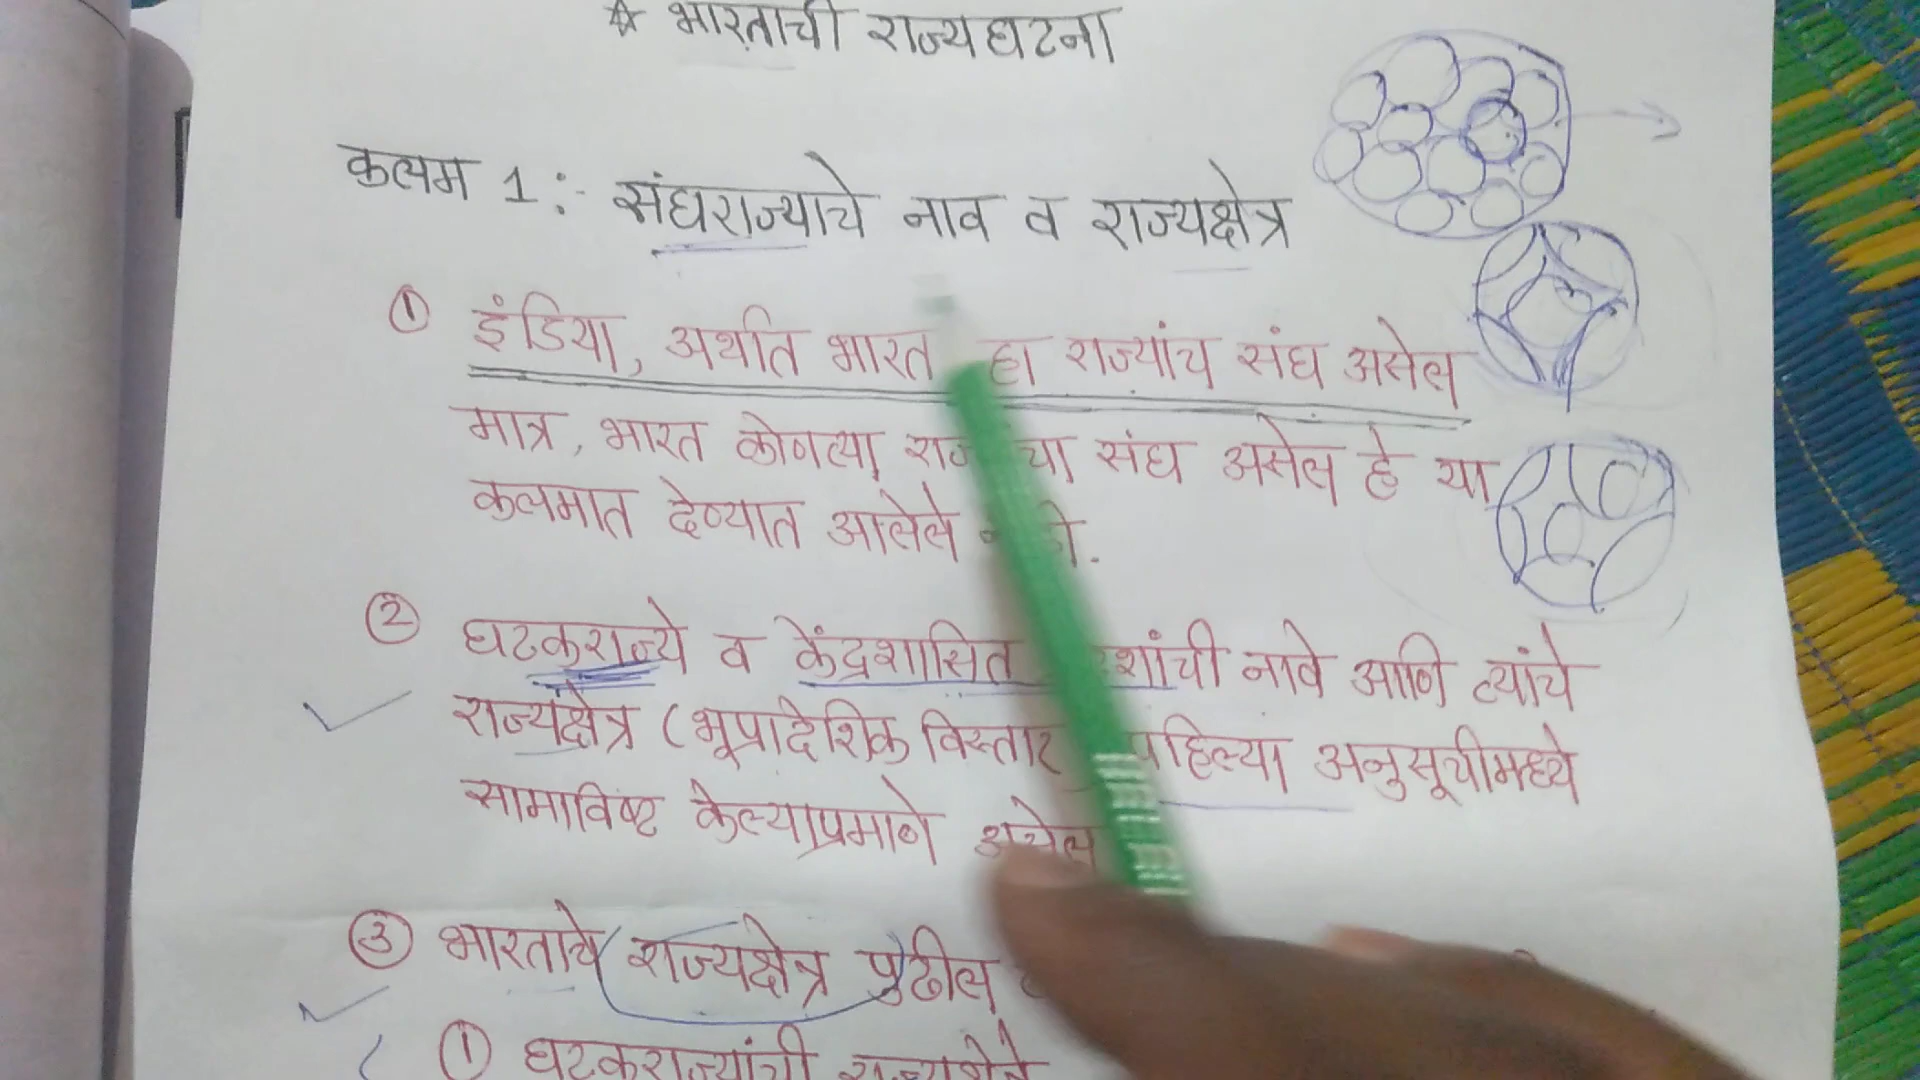 ☆ भारताची राज्यघटना
कलम 1:- संघराज्याचे नाव व राज्यक्षेत्र
① इंडिया, अर्थात भारत हा राज्यांच संघ असेल
मात्र, भारत कोणत्या संघ असेल हे या
कलमात देण्यात आलेले
② घटकराज्ये व केंद्रशासित नावे आणि त्यांचे
राज्यक्षेत्र (भूप्रादेशिक विस्तार पहिल्या अनुसूचीमध्ये
सामाविष्ट केल्याप्रमाणे असेल
③ भारताचे राज्यक्षेत्र पुढील
① घटकराज्यांची राज्यक्षेत्रे